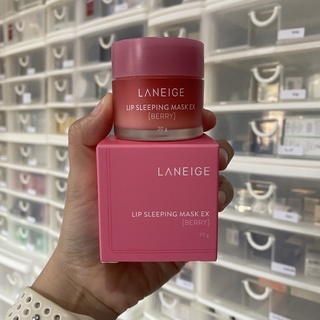 LANEIGE
LIP SLEEPING MASK EX
[BERRY]
20 g
LANEIGE
LIP SLEEPING MASK EX
[BERRY]
20 g